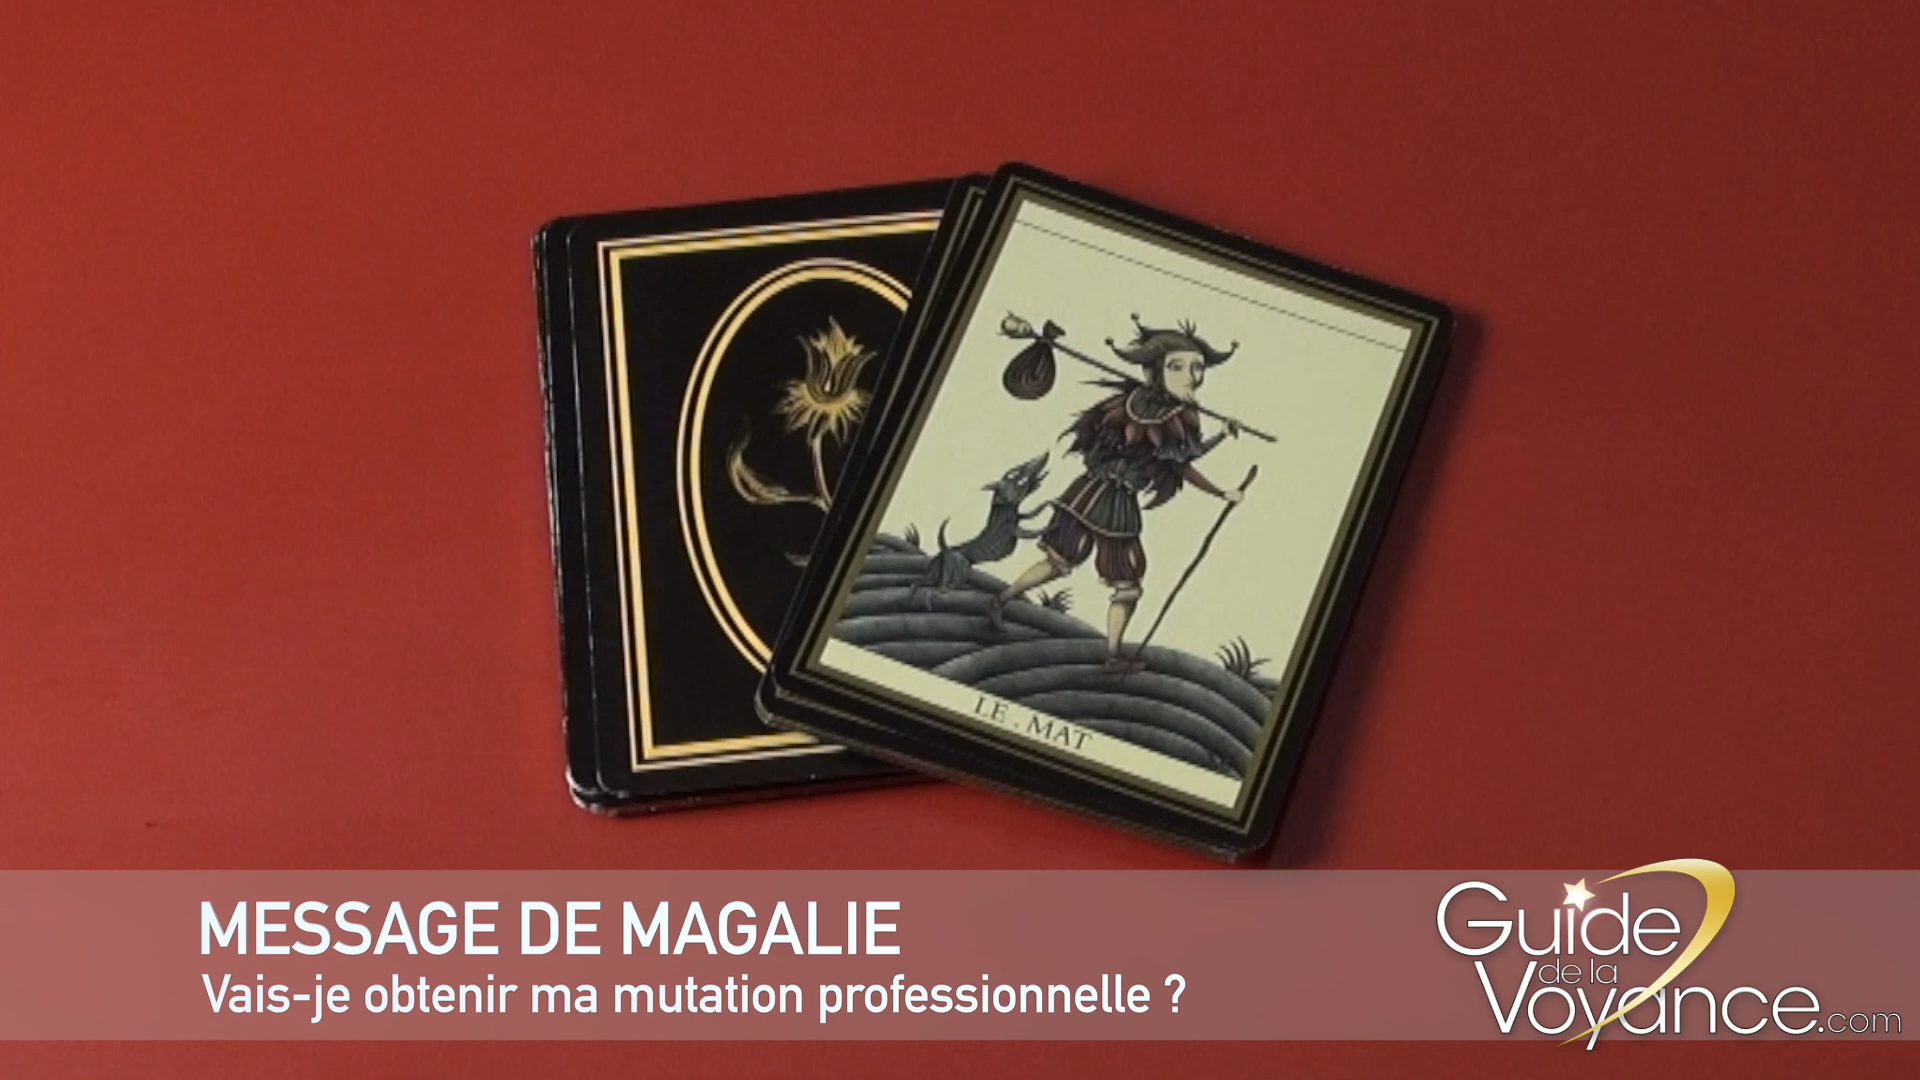 LE . MAT
MESSAGE DE MAGALIE
Vais-je obtenir ma mutation professionnelle ?
Guide
de la
Voyance.com